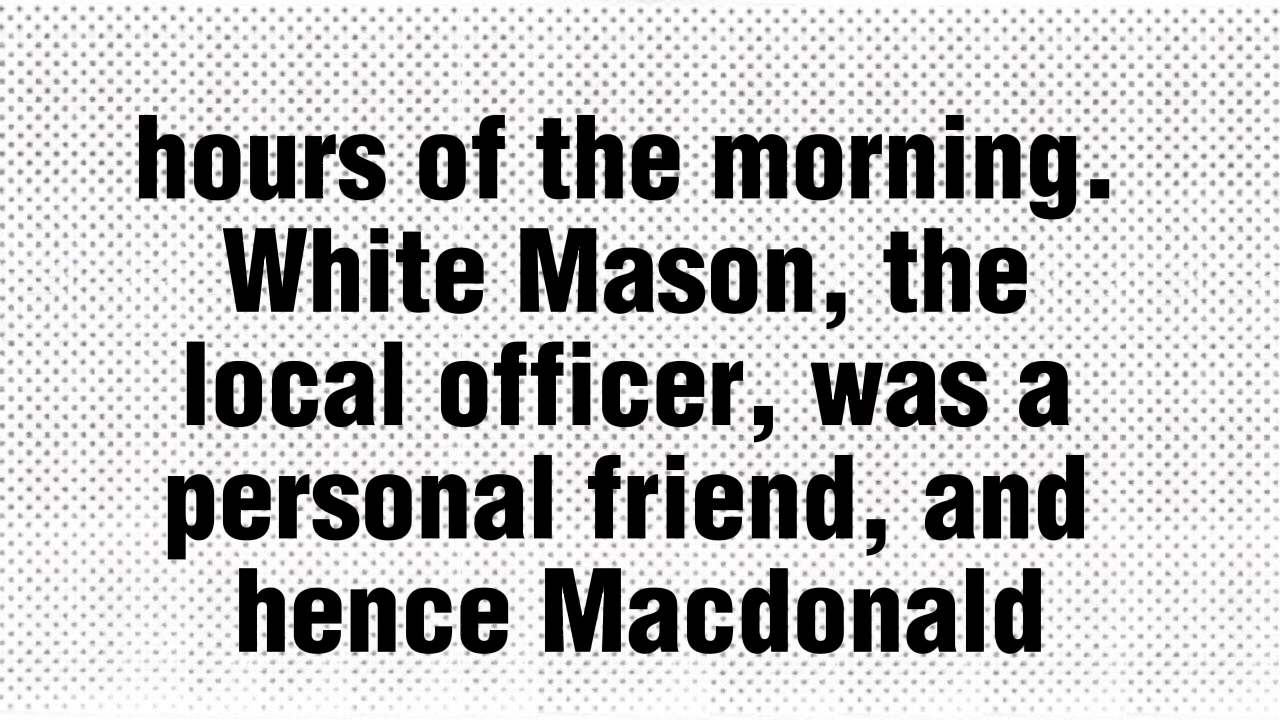 hours of the morning.
White Mason, the
local officer, was a
personal friend, and
hence Macdonald